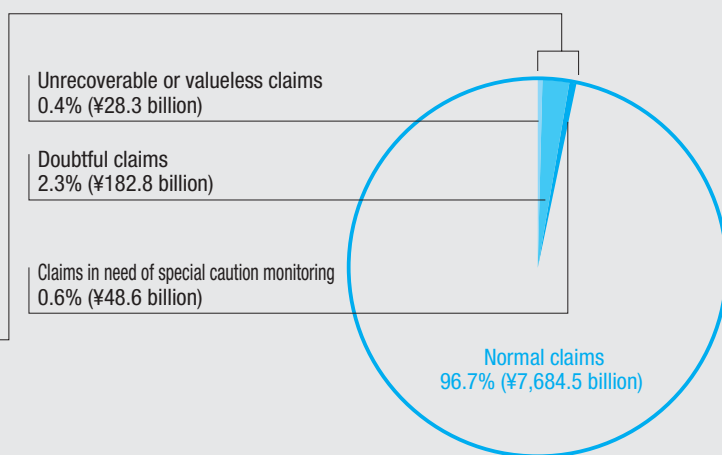 Unrecoverable or valueless claims
0.4% (¥28.3 billion)
Doubtful claims
2.3% (¥182.8 billion)
Claims in need of special caution monitoring
0.6% (¥48.6 billion)
Normal claims
96.7% (¥7,684.5 billion)